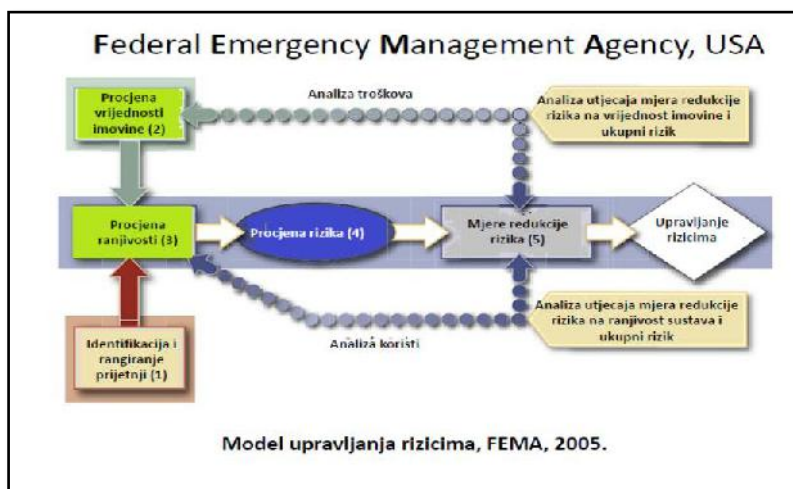 Federal Emergency Management Agency, USA
Procjena
vrijednosti
imovine (2)
Analiza troškova
Analiza utjecaja mjera redukcije
rizika na vrijednost imovine i
ukupni rizik
Procjena
ranjivosti (3)
Procjena rizika (4)
Mjere redukcije
rizika (5)
Upravljanje
rizicima
Identifikacija i
rangiranje
prijetnji (1)
Analiza koristi
Analiza utjecaja mjera redukcije
rizika na ranjivost sustava i
ukupni rizik
Model upravljanja rizicima, FEMA, 2005.